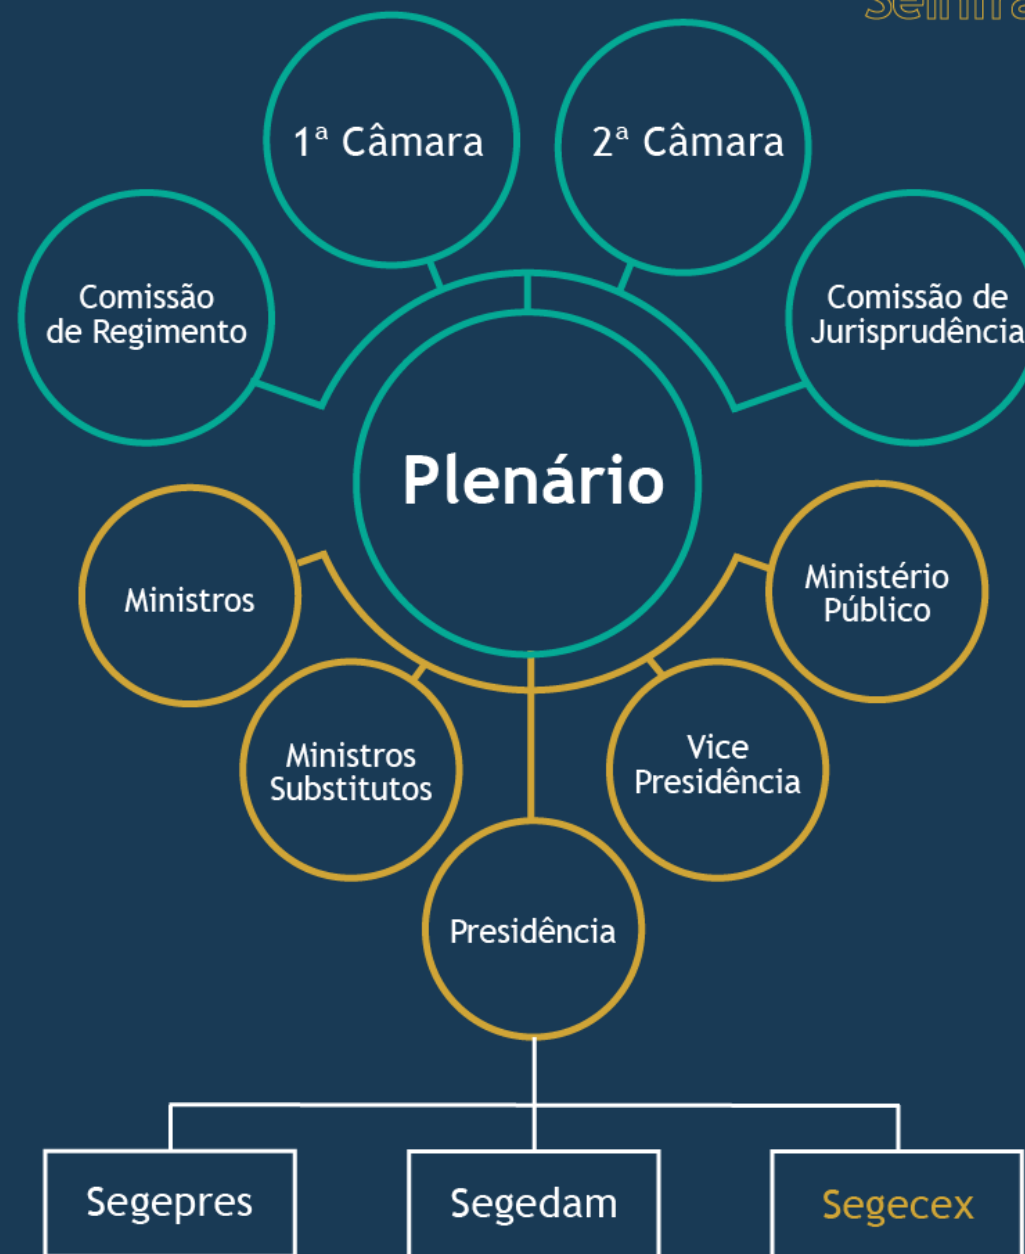 1ª Câmara
2ª Câmara
Comissão
de Regimento
Comissão de
Jurisprudência
Plenário
Ministros
Ministério
Público
Ministros
Substitutos
Vice
Presidência
Presidência
Segepres
Segedam
Segecex